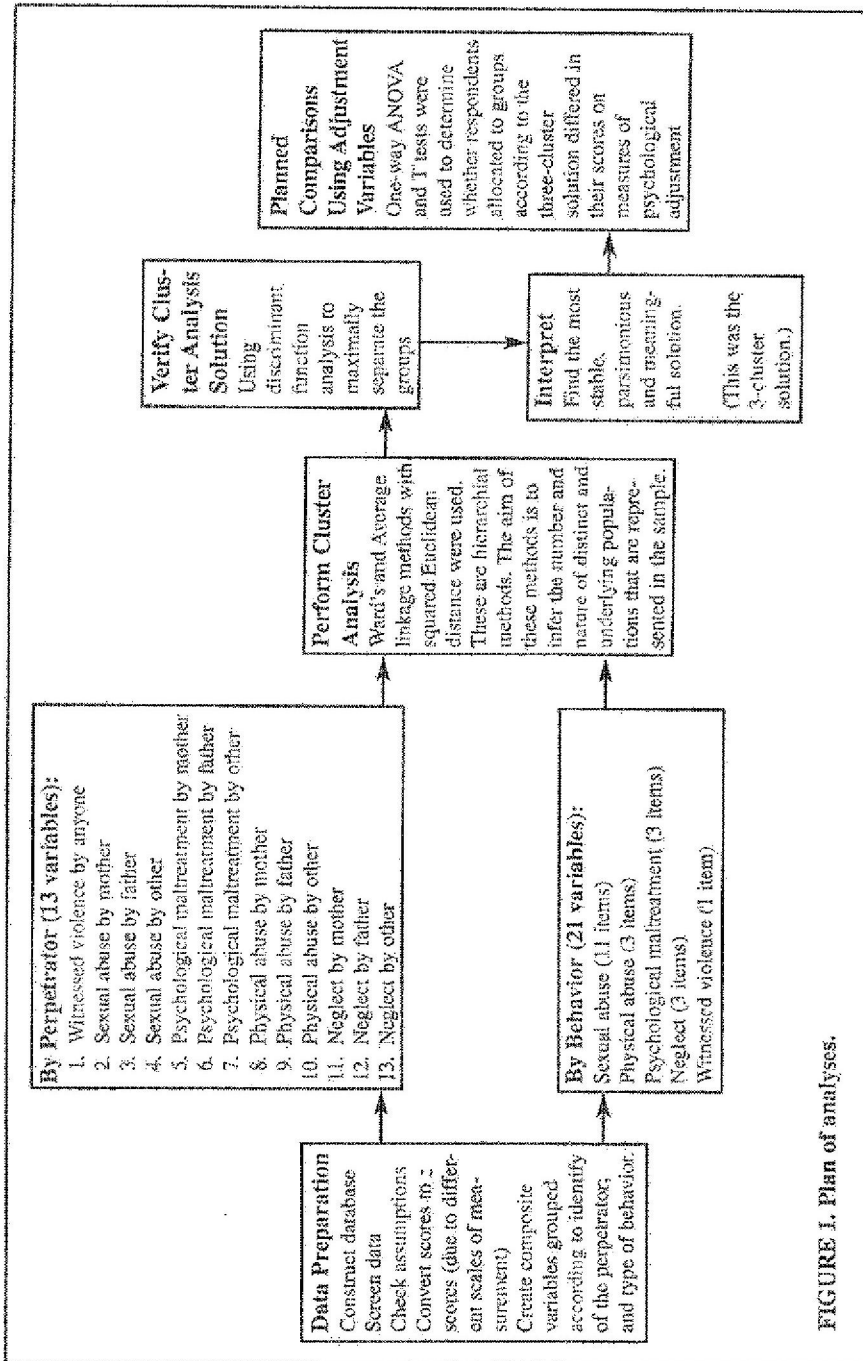 Data Preparation
Construct database
Screen data
Check assumptions
Convert scores m z
scores (due to differ-
ent scales of mea-
surement)
Create composite
variables grouped
according to identify
of the perpetrator,
and type of behavior.
By Perpetrator (13 variables):
1. Witnessed violence by anyone
2. Sexual abuse by mother
3. Sexual abuse by father
4. Sexual abuse by other
5. Psychological maltreatment by mother
6. Psychological maltreatment by father
7. Psychological maltreatment by other
8. Physical abuse by mother
9. Physical abuse by father
10. Physical abuse by other
11. Neglect by mother
12. Neglect by father
13. Neglect by other
By Behavior (21 variables):
Sexual abuse (11 items)
Physical abuse (3 items)
Psychological maltreatment (3 items)
Neglect (3 items)
Witnessed violence (1 item)
Perform Cluster
Analysis
Ward's and Average
linkage methods with
squared Euclidean
distance were used.
These are hierarchial
methods. The aim of
these methods is to
infer the number and
nature of distinct and
underlying popula-
tions that are repre-
sented in the sample.
Verify Clus-
ter Analysis
Solution
Using
discriminant
function
analysis to
maximally
separate the
groups
Interpret
Find the most
stable,
parsimonious
and meaning-
ful solution.
(This was the
3-cluster
solution.)
Planned
Comparisons
Using Adjustment
Variables
One-way ANOVA
and T tests were
used to determine
whether respondents
allocated to groups
according to the
three-cluster
solution differed in
their scores on
measures of
psychological
adjustment
FIGURE 1. Plan of analyses.